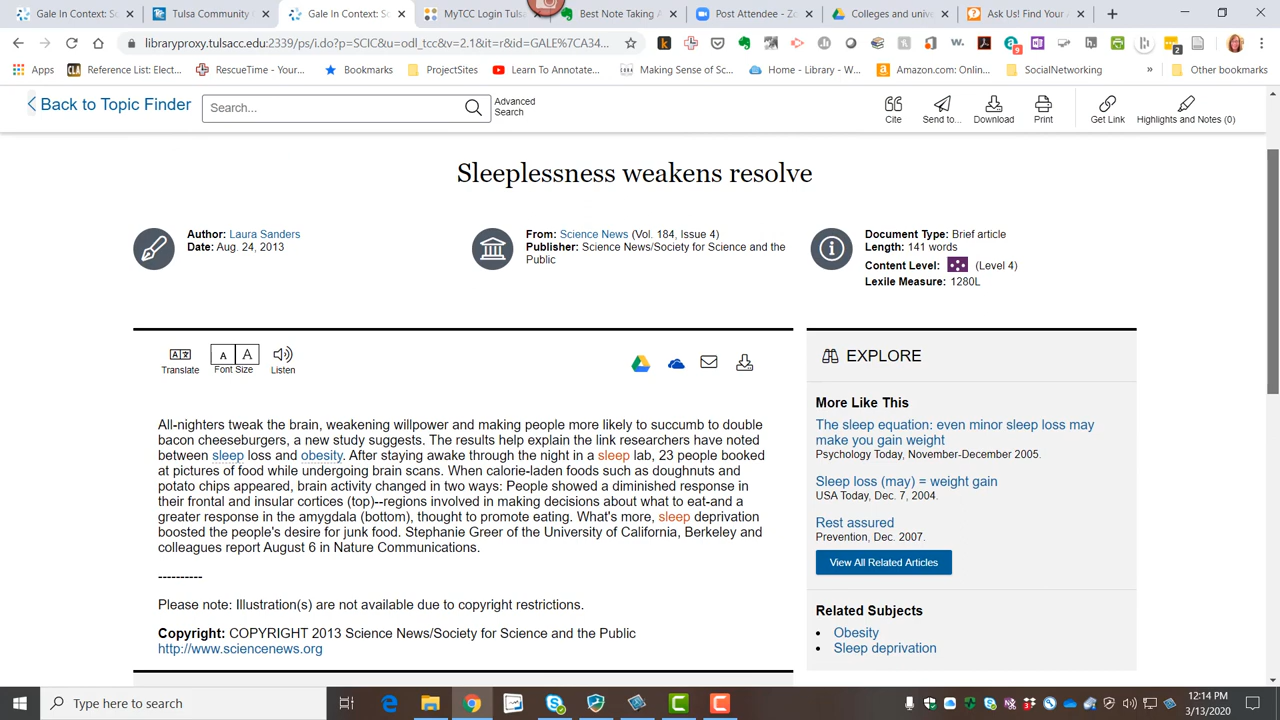 Gale In Context: Sc
Tulsa Community C
Gale In Context: Sc
MyTCC Login Tulsa
Best Note Taking A
Post Attendee - Zo
Colleges and unive
Ask Us! Find Your A
libraryproxy.tulsacc.edu:2339/ps/i.do?p=SCIC&u=odl_tcc&v=2.1&it=r&id=GALE%7CA34...
Apps
Reference List: Elect...
RescueTime - Your...
Bookmarks
ProjectSites
Learn To Annotate...
Making Sense of Sc...
Home - Library - W...
Amazon.com: Onlin...
SocialNetworking
»
Other bookmarks
Back to Topic Finder
Search...
Advanced
Search
Cite
Send to...
Download
Print
Get Link
Highlights and Notes (0)
Sleeplessness weakens resolve
Author: Laura Sanders
Date: Aug. 24, 2013
From: Science News (Vol. 184, Issue 4)
Publisher: Science News/Society for Science and the
Public
Document Type: Brief article
Length: 141 words
Content Level: (Level 4)
Lexile Measure: 1280L
Translate
A A
Font Size
Listen
All-nighters tweak the brain, weakening willpower and making people more likely to succumb to double
bacon cheeseburgers, a new study suggests. The results help explain the link researchers have noted
between sleep loss and obesity. After staying awake through the night in a sleep lab, 23 people booked
at pictures of food while undergoing brain scans. When calorie-laden foods such as doughnuts and
potato chips appeared, brain activity changed in two ways: People showed a diminished response in
their frontal and insular cortices (top)--regions involved in making decisions about what to eat-and a
greater response in the amygdala (bottom), thought to promote eating. What's more, sleep deprivation
boosted the people's desire for junk food. Stephanie Greer of the University of California, Berkeley and
colleagues report August 6 in Nature Communications.
----------
Please note: Illustration(s) are not available due to copyright restrictions.
Copyright: COPYRIGHT 2013 Science News/Society for Science and the Public
http://www.sciencenews.org
EXPLORE
More Like This
The sleep equation: even minor sleep loss may
make you gain weight
Psychology Today, November-December 2005.
Sleep loss (may) = weight gain
USA Today, Dec. 7, 2004.
Rest assured
Prevention, Dec. 2007.
View All Related Articles
Related Subjects
• Obesity
• Sleep deprivation
Type here to search
12:14 PM
3/13/2020